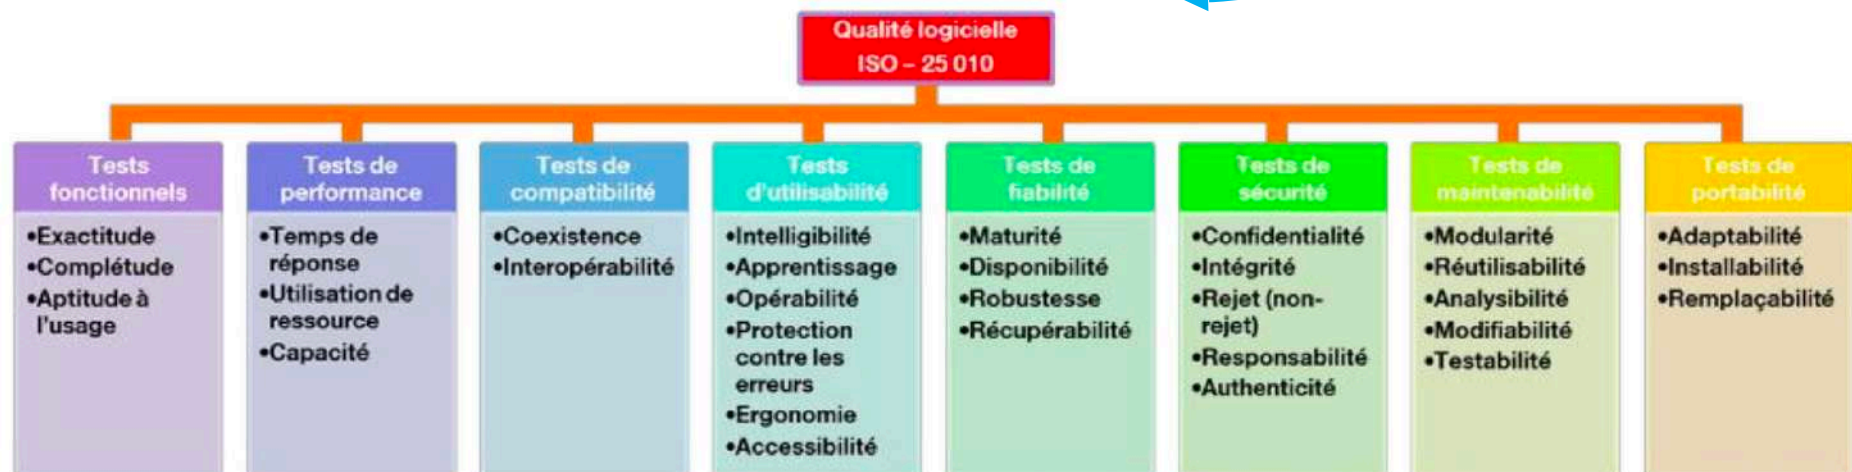 Qualité logicielle
ISO – 25 010
Tests
fonctionnels
•Exactitude
•Complétude
•Aptitude à
l'usage
Tests de
performance
•Temps de
réponse
•Utilisation de
ressource
•Capacité
Tests de
compatibilité
•Coexistence
•Interopérabilité
Tests
d'utilisabilité
•Intelligibilité
•Apprentissage
•Opérabilité
•Protection
contre les
erreurs
•Ergonomie
•Accessibilité
Tests de
fiabilité
•Maturité
•Disponibilité
•Robustesse
•Récupérabilité
Tests de
sécurité
•Confidentialité
•Intégrité
•Rejet (non-
rejet)
•Responsabilité
•Authenticité
Tests de
maintenabilité
•Modularité
•Réutilisabilité
•Analysibilité
•Modifiabilité
•Testabilité
Tests de
portabilité
•Adaptabilité
•Installabilité
•Remplaçabilité